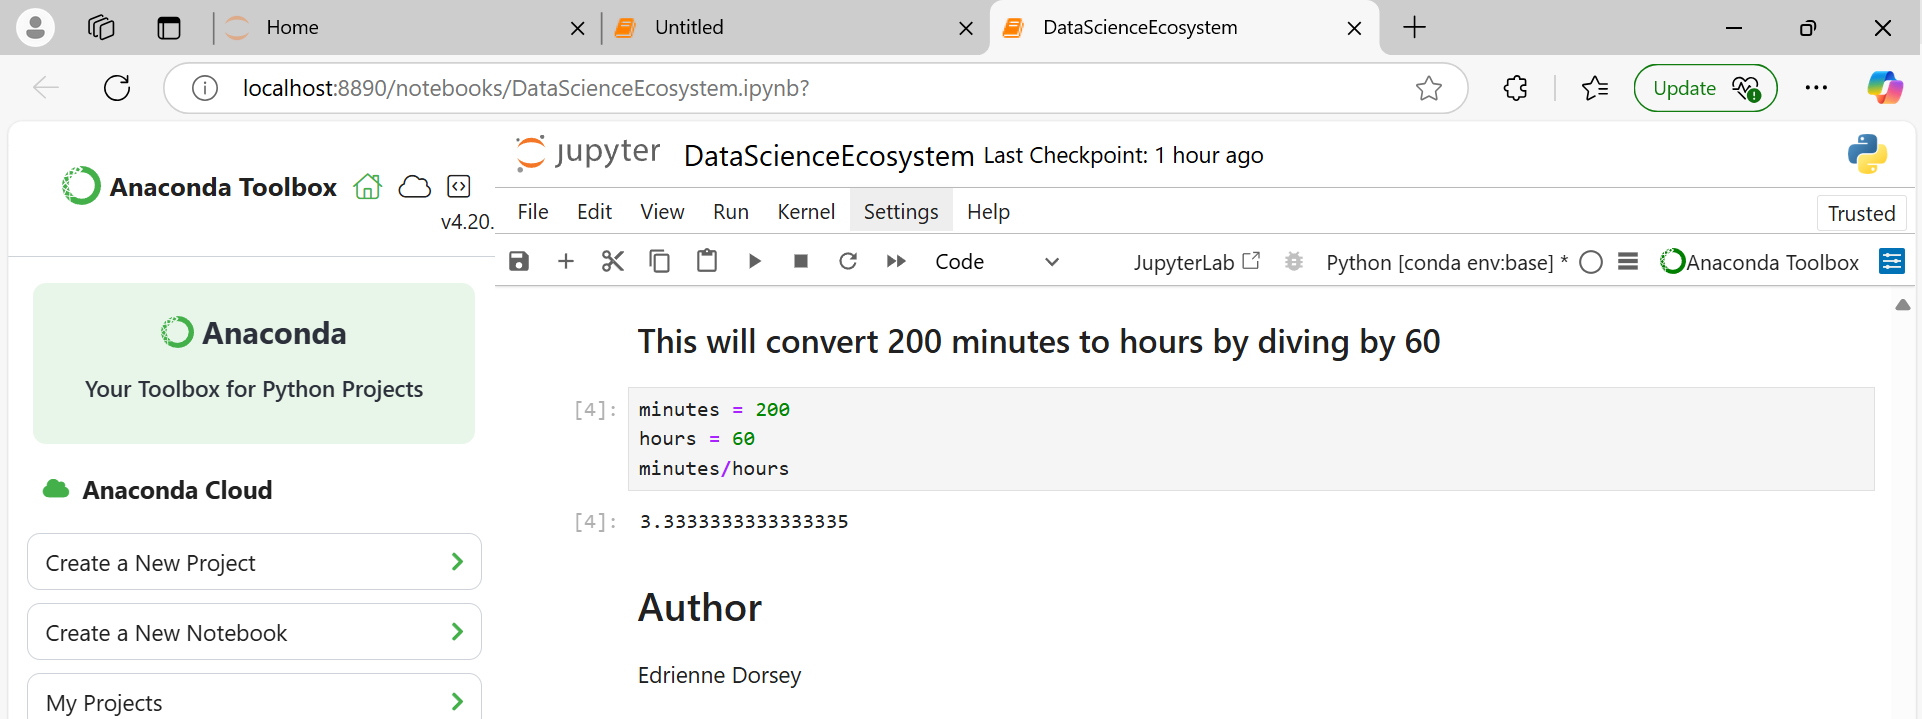 Home
Untitled
DataScienceEcosystem
localhost:8890/notebooks/DataScienceEcosystem.ipynb?
Update
Anaconda Toolbox
v4.20.
Anaconda
Your Toolbox for Python Projects
Anaconda Cloud
Create a New Project
Create a New Notebook
My Projects
jupyter DataScienceEcosystem Last Checkpoint: 1 hour ago
File Edit View Run Kernel Settings Help
Trusted
Code JupyterLab Python [conda env:base] * Anaconda Toolbox
This will convert 200 minutes to hours by diving by 60
[4]: minutes = 200
hours = 60
minutes/hours
[4]: 3.3333333333333335
Author
Edrienne Dorsey